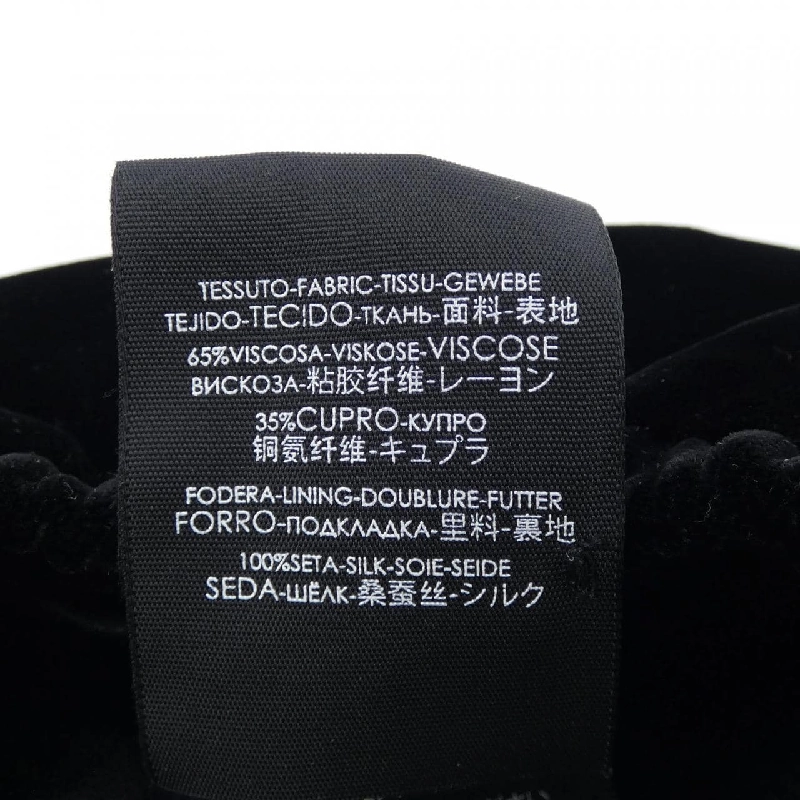 TESSUTO-FABRIC-TISSU-GEWEBE
TEJIDO-TECIDO-ТКАНЬ-面料-表地
65%VISCOSA-VISKOSE-VISCOSE
ВИСКОЗА-粘胶纤维-レーヨン
35%CUPRO-КУПРО
铜氨纤维-キュプラ
FODERA-LINING-DOUBLURE-FUTTER
FORRO-ПОДКЛАДКА-里料-裏地
100%SETA-SILK-SOIE-SEIDE
SEDA-ШЁЛК-桑蚕丝-シルク